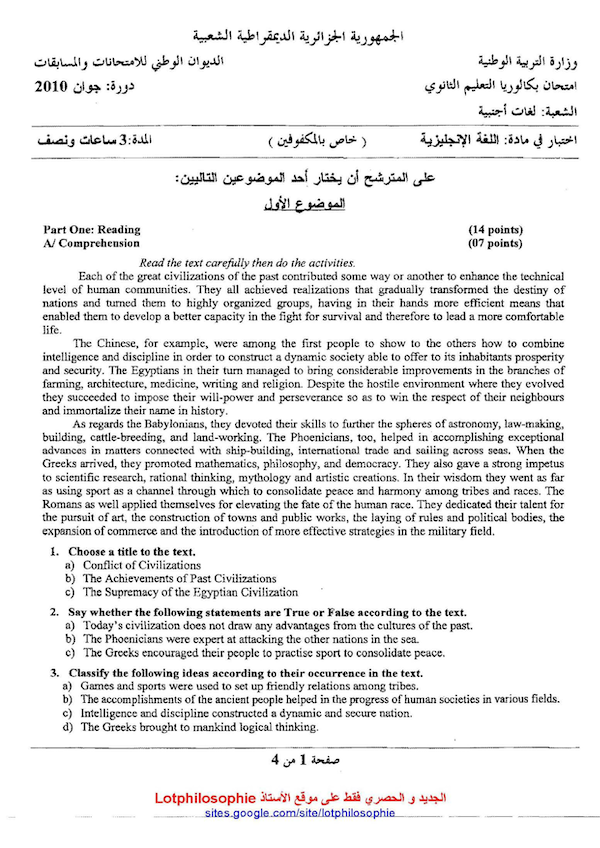 الجمهورية الجزائرية الديمقراطية الشعبية
وزارة التربية الوطنية الديوان الوطني للامتحانات والمسابقات
امتحان بكالوريا التعليم الثانوي دورة: جوان 2010
الشعبة: لغات أجنبية
اختبار في مادة: اللغة الإنجليزية ( خاص بالمكفوفين ) المدة:3 ساعات ونصف
على المترشح أن يختار أحد الموضوعين التاليين:
الموضوع الأول
Part One: Reading (14 points)
A/ Comprehension (07 points)
Read the text carefully then do the activities.
Each of the great civilizations of the past contributed some way or another to enhance the technical
level of human communities. They all achieved realizations that gradually transformed the destiny of
nations and turned them to highly organized groups, having in their hands more efficient means that
enabled them to develop a better capacity in the fight for survival and therefore to lead a more comfortable
life.
The Chinese, for example, were among the first people to show to the others how to combine
intelligence and discipline in order to construct a dynamic society able to offer to its inhabitants prosperity
and security. The Egyptians in their turn managed to bring considerable improvements in the branches of
farming, architecture, medicine, writing and religion. Despite the hostile environment where they evolved
they succeeded to impose their will-power and perseverance so as to win the respect of their neighbours
and immortalize their name in history.
As regards the Babylonians, they devoted their skills to further the spheres of astronomy, law-making,
building, cattle-breeding, and land-working. The Phoenicians, too, helped in accomplishing exceptional
advances in matters connected with ship-building, international trade and sailing across seas. When the
Greeks arrived, they promoted mathematics, philosophy, and democracy. They also gave a strong impetus
to scientific research, rational thinking, mythology and artistic creations. In their wisdom they went as far
as using sport as a channel through which to consolidate peace and harmony among tribes and races. The
Romans as well applied themselves for elevating the fate of the human race. They dedicated their talent for
the pursuit of art, the construction of towns and public works, the laying of rules and political bodies, the
expansion of commerce and the introduction of more effective strategies in the military field.
1. Choose a title to the text.
a) Conflict of Civilizations
b) The Achievements of Past Civilizations
c) The Supremacy of the Egyptian Civilization
2. Say whether the following statements are True or False according to the text.
a) Today's civilization does not draw any advantages from the cultures of the past.
b) The Phoenicians were expert at attacking the other nations in the sea.
c) The Greeks encouraged their people to practise sport to consolidate peace.
3. Classify the following ideas according to their occurrence in the text.
a) Games and sports were used to set up friendly relations among tribes.
b) The accomplishments of the ancient people helped in the progress of human societies in various fields.
c) Intelligence and discipline constructed a dynamic and secure nation.
d) The Greeks brought to mankind logical thinking.
صفحة 1 من 4
الجديد و الحصري فقط على موقع الأستاذ Lotphilosophie
sites.google.com/site/lotphilosophie